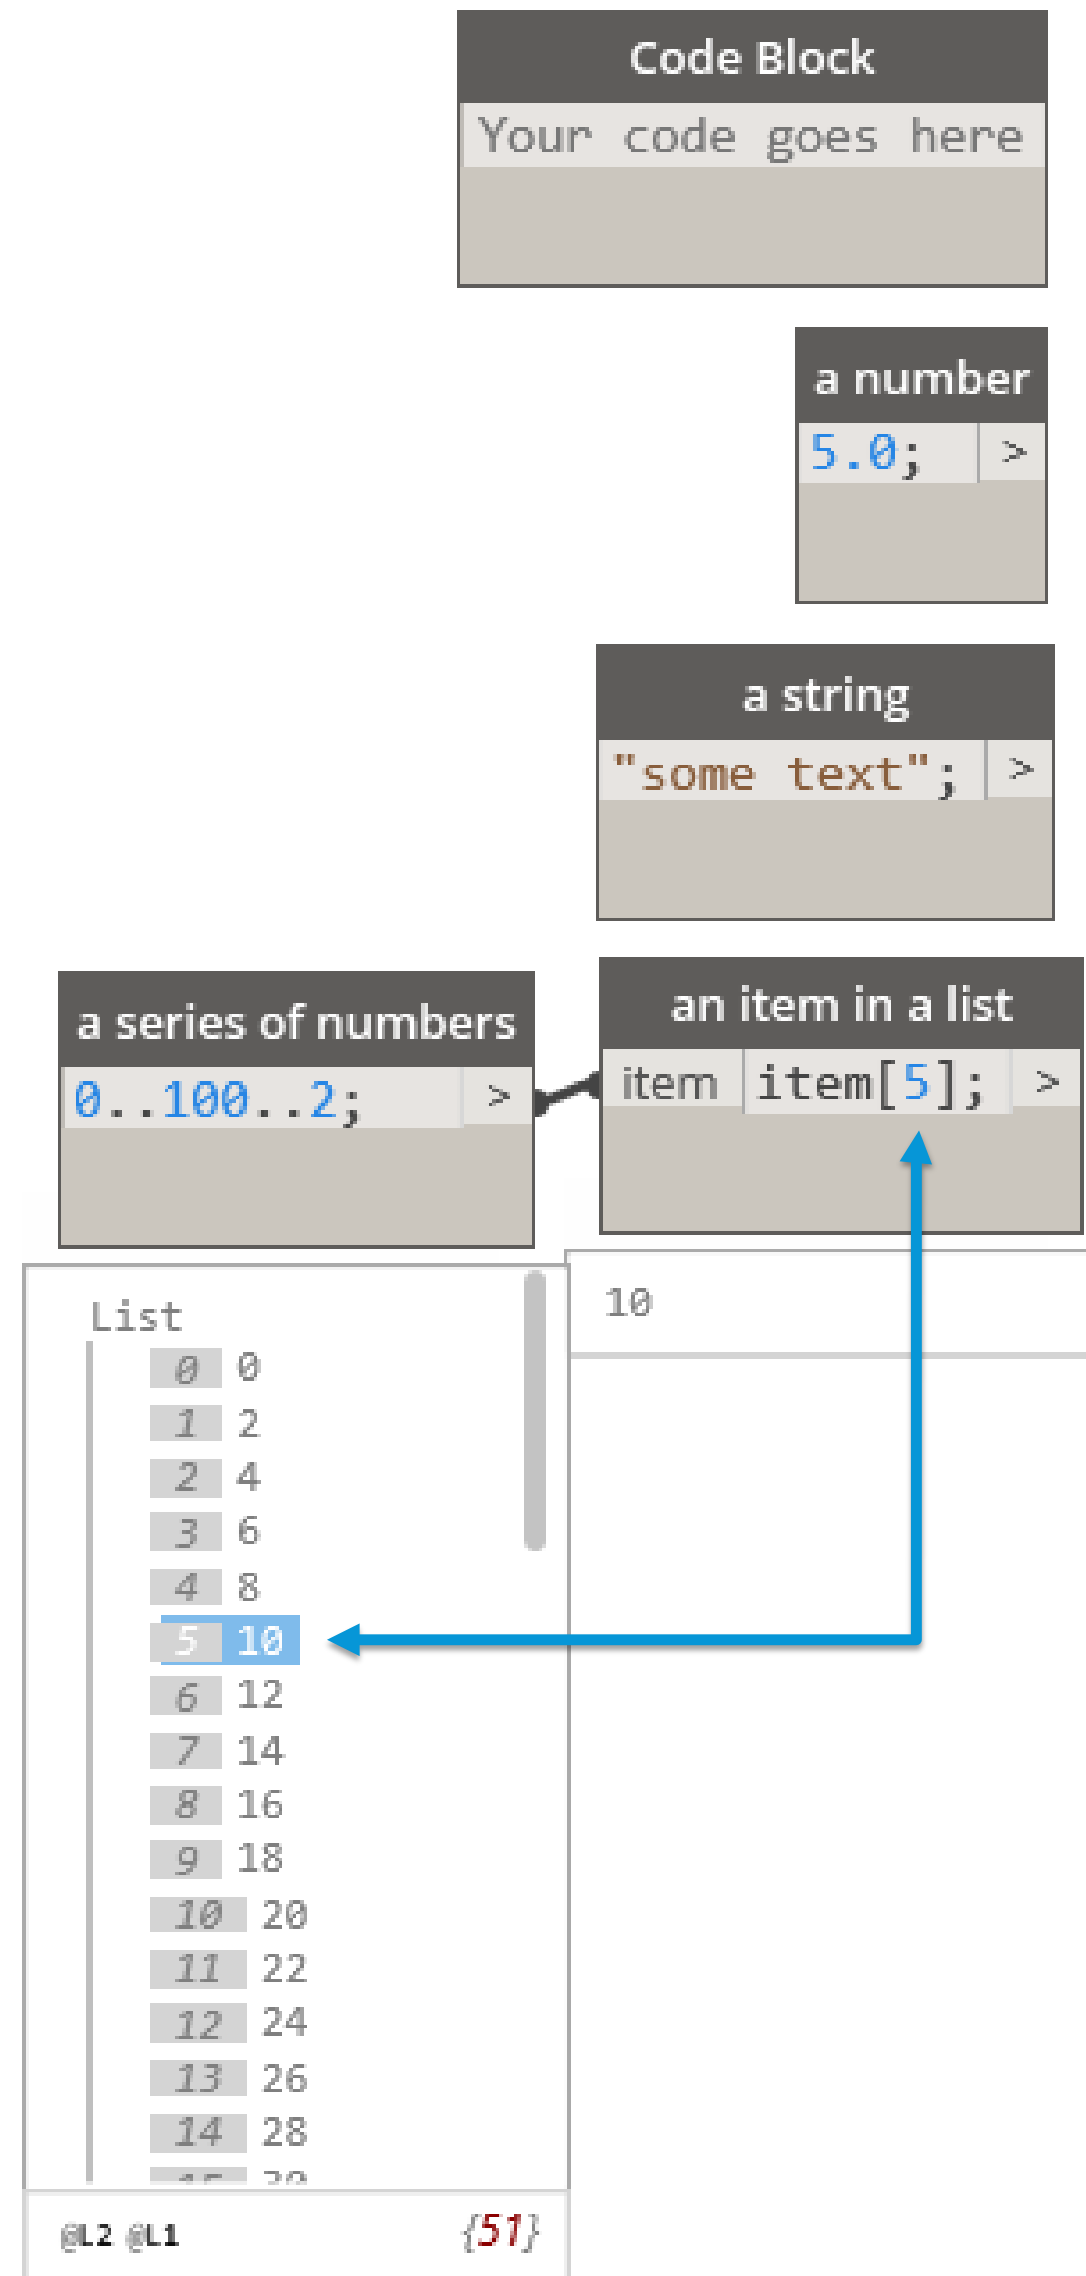 Code Block
Your code goes here
a number
5.0; >
a string
"some text"; >
a series of numbers
0..100..2; >
an item in a list
item item[5]; >
10
List
0 0
1 2
2 4
3 6
4 8
5 10
6 12
7 14
8 16
9 18
10 20
11 22
12 24
13 26
14 28
15 30
@L2 @L1 {51}